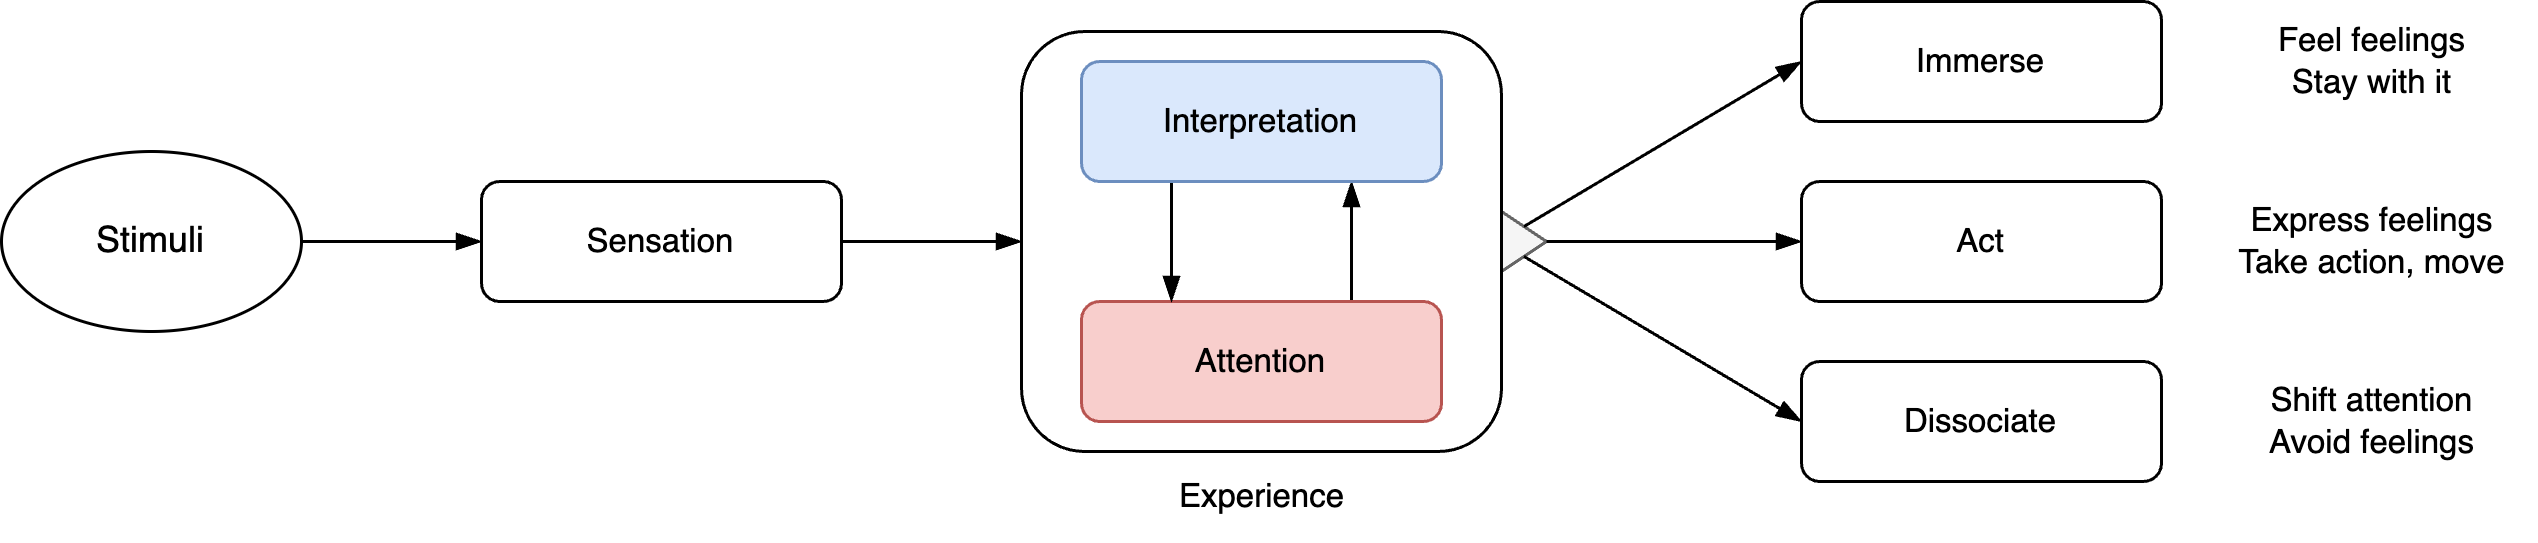 Stimuli
Sensation
Interpretation
Attention
Experience
Immerse
Feel feelings
Stay with it
Act
Express feelings
Take action, move
Dissociate
Shift attention
Avoid feelings